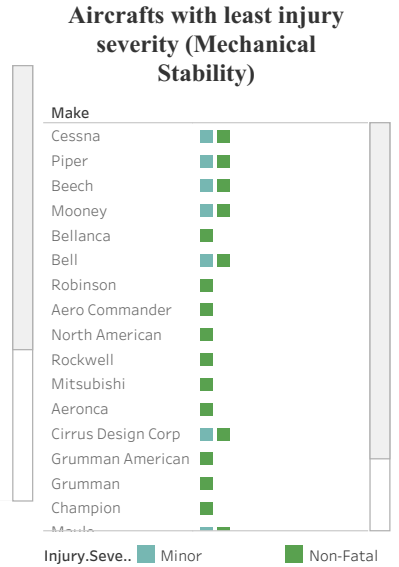 Aircrafts with least injury
severity (Mechanical
Stability)
Make
Cessna
Piper
Beech
Mooney
Bellanca
Bell
Robinson
Aero Commander
North American
Rockwell
Mitsubishi
Aeronca
Cirrus Design Corp
Grumman American
Grumman
Champion
Maule
Injury.Seve.. Minor Non-Fatal